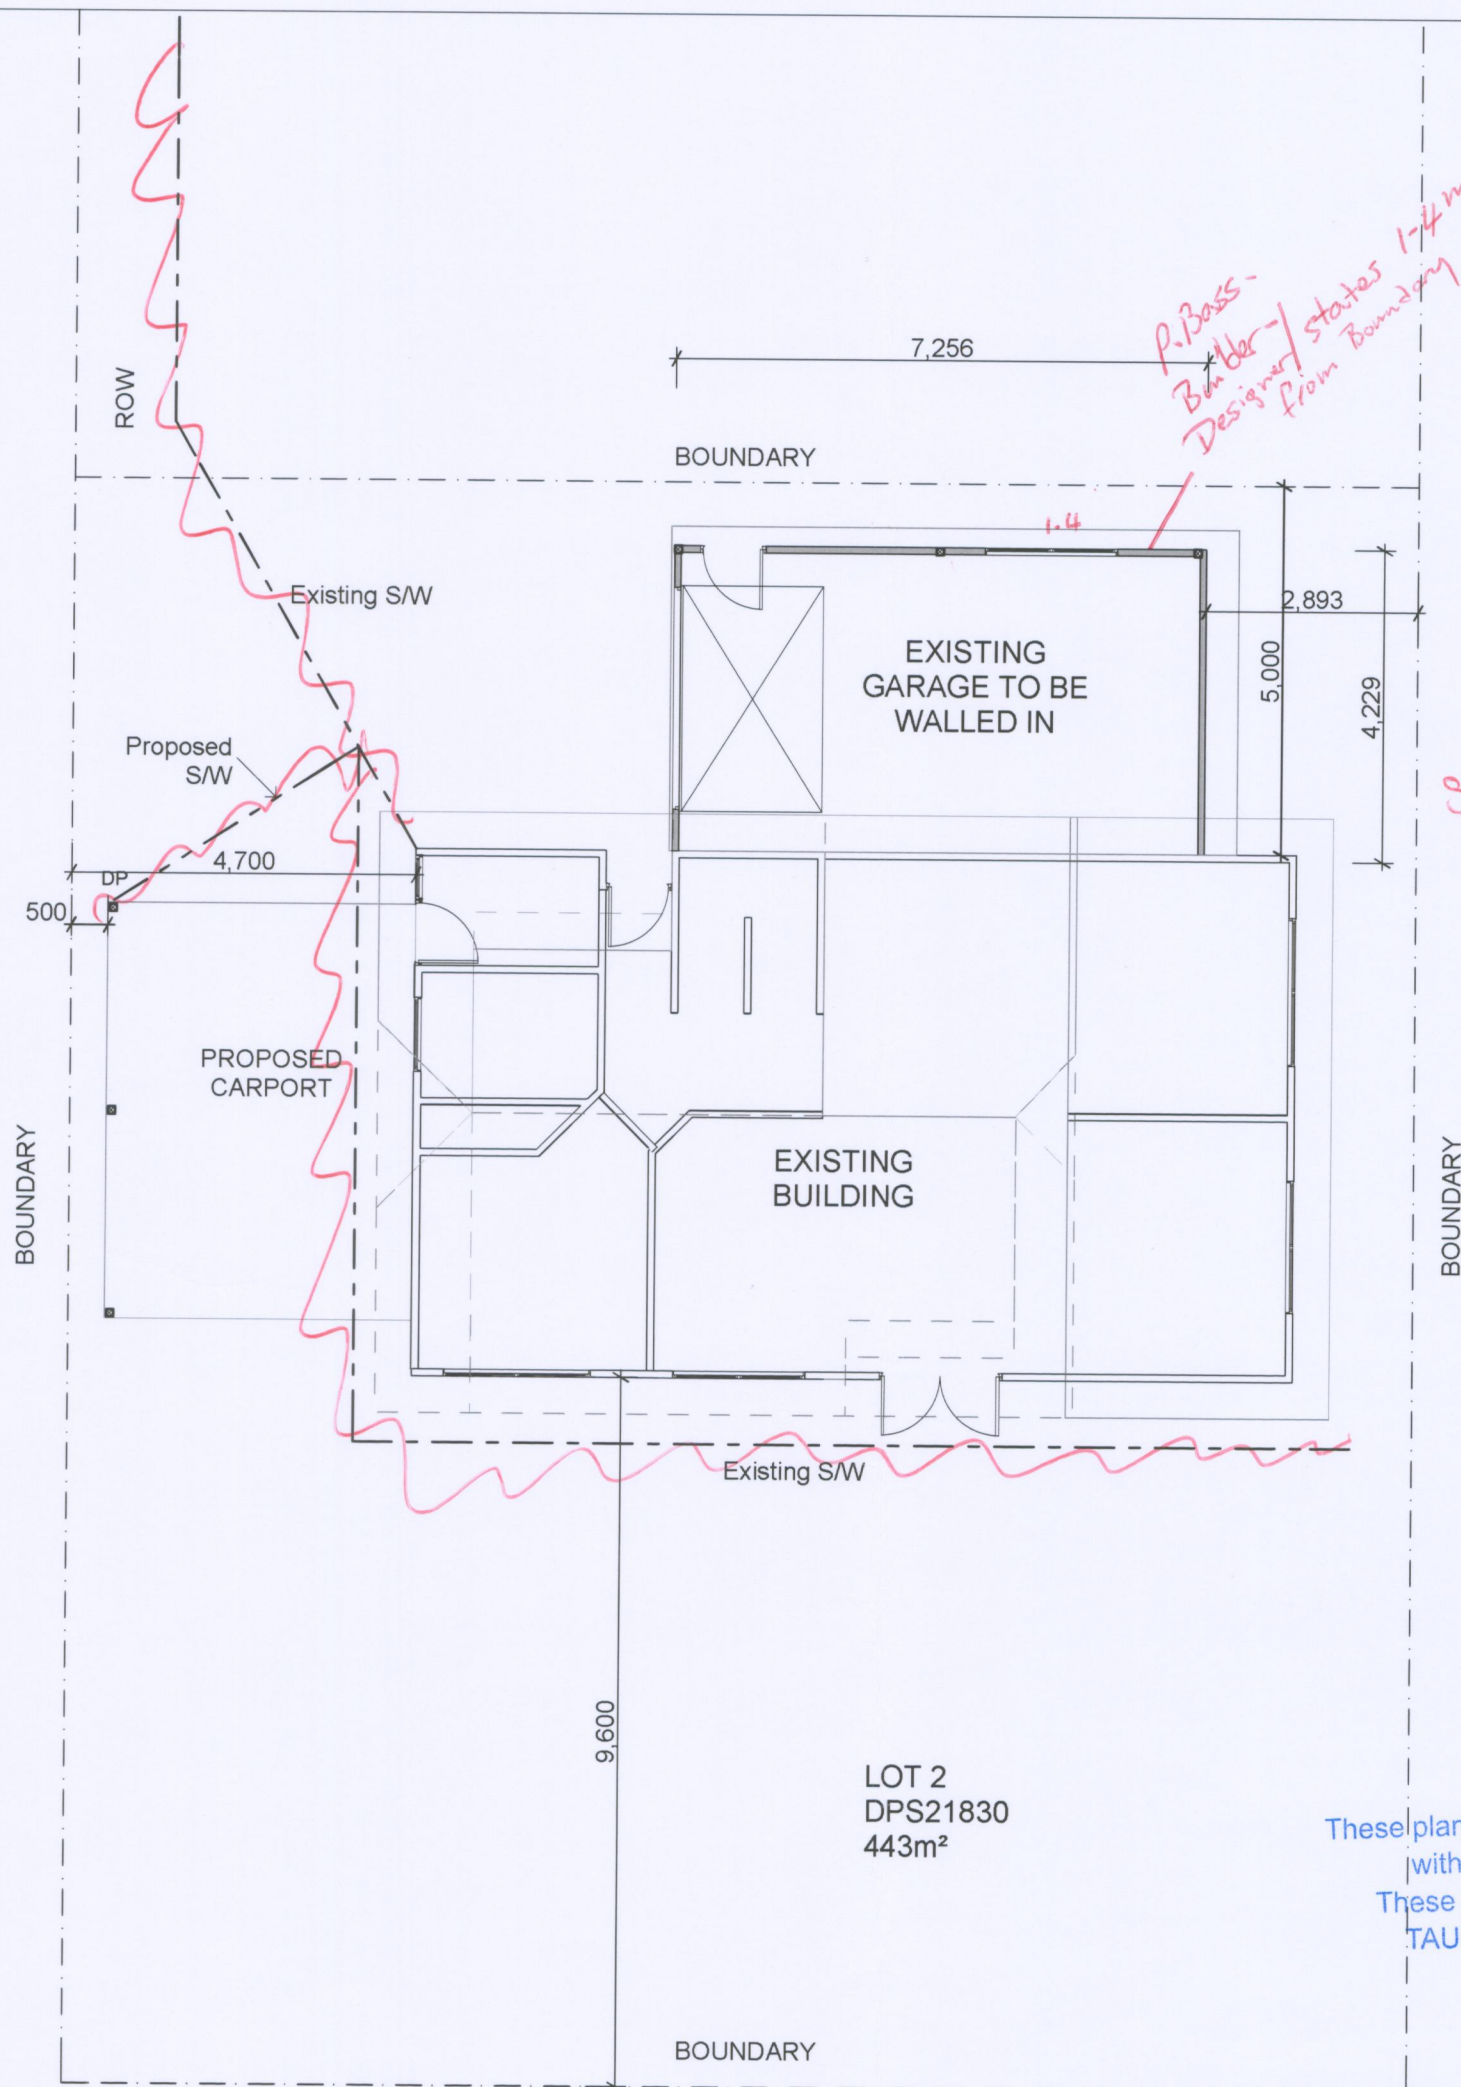 P. Bass-
Builder-/ states 1-4m
Designer from Boundary
7,256
ROW
BOUNDARY
1.4
Existing S/W
2,893
EXISTING
GARAGE TO BE
WALLED IN
5,000
4,229
Proposed
S/W
4,700
DP
500
PROPOSED
CARPORT
BOUNDARY
EXISTING
BUILDING
BOUNDARY
Existing S/W
9,600
LOT 2
DPS21830
443m²
These plan
with
These
TAU
BOUNDARY